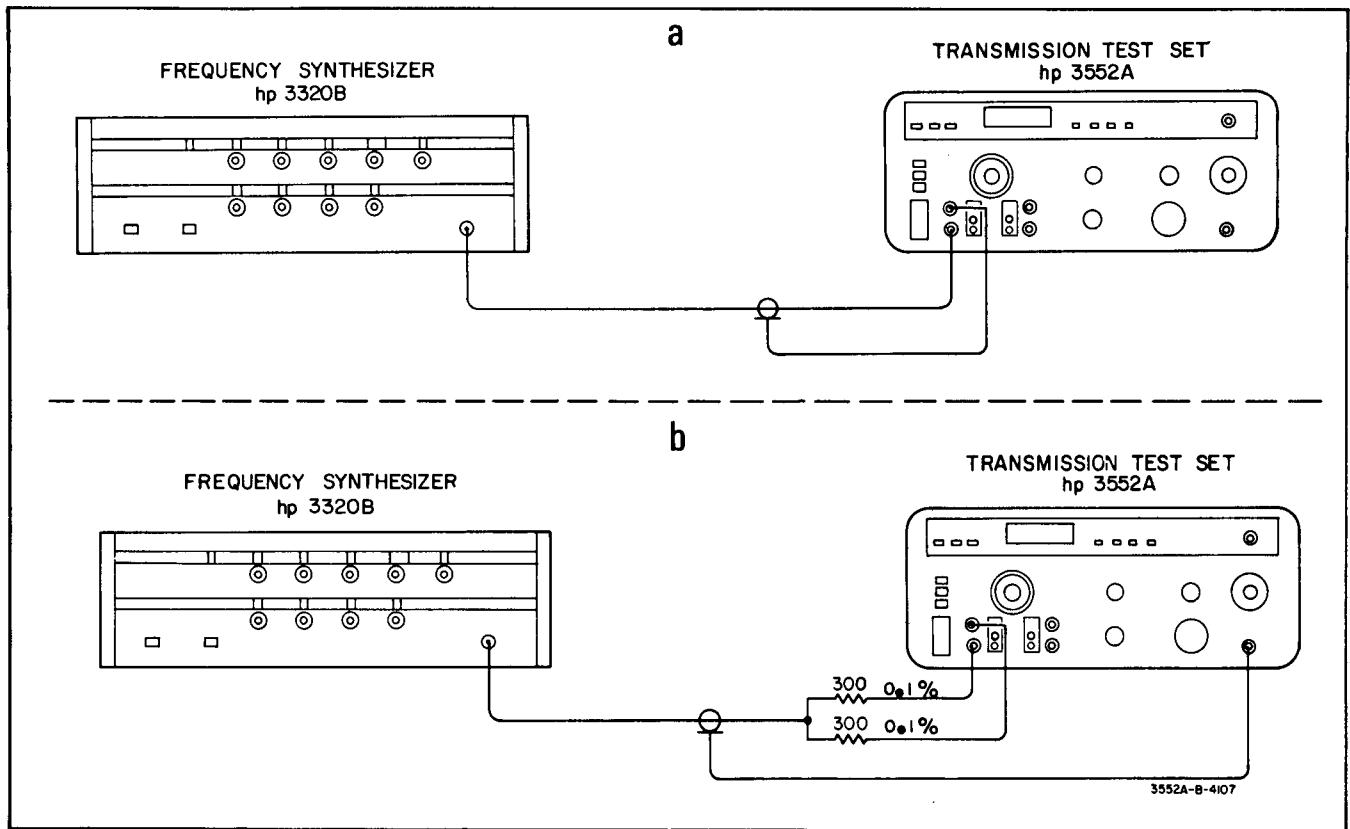 a
FREQUENCY SYNTHESIZER
hp 3320B
TRANSMISSION TEST SET
hp 3552A
b
FREQUENCY SYNTHESIZER
hp 3320B
TRANSMISSION TEST SET
hp 3552A
300 0.1%
300 0.1%
3552A-B-4107